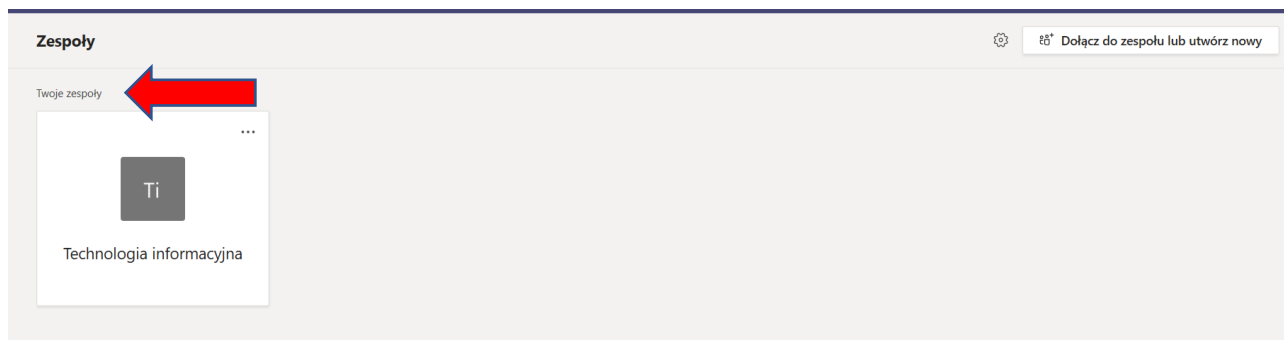 Zespoły
Dołącz do zespołu lub utwórz nowy
Twoje zespoły
Ti
Technologia informacyjna